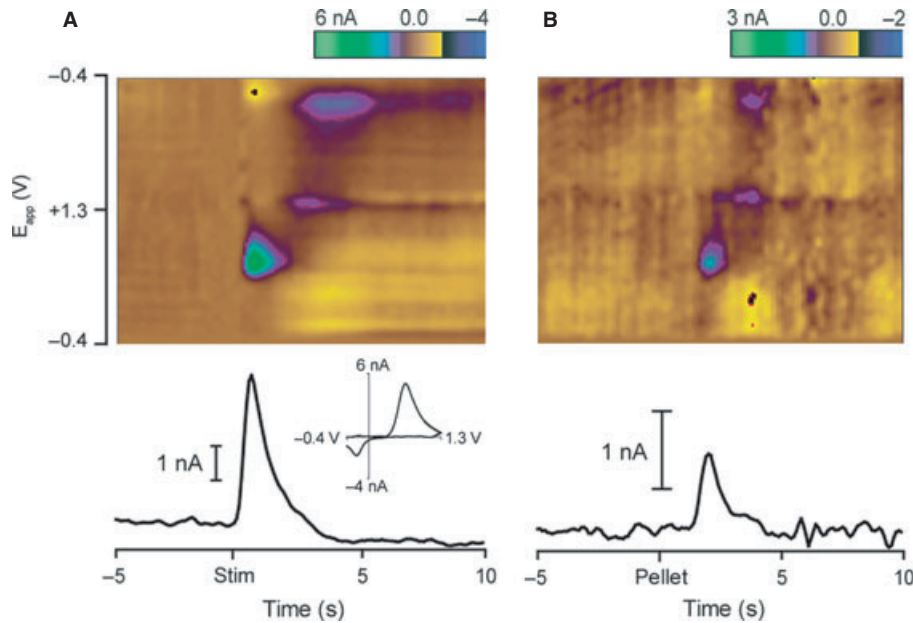 A
6 nA 0.0 –4
B
3 nA 0.0 –2
–0.4
+1.3
–0.4
E_app (V)
6 nA
–0.4 V 1.3 V
–4 nA
1 nA
–5 Stim 5 10
Time (s)
1 nA
–5 Pellet 5 10
Time (s)